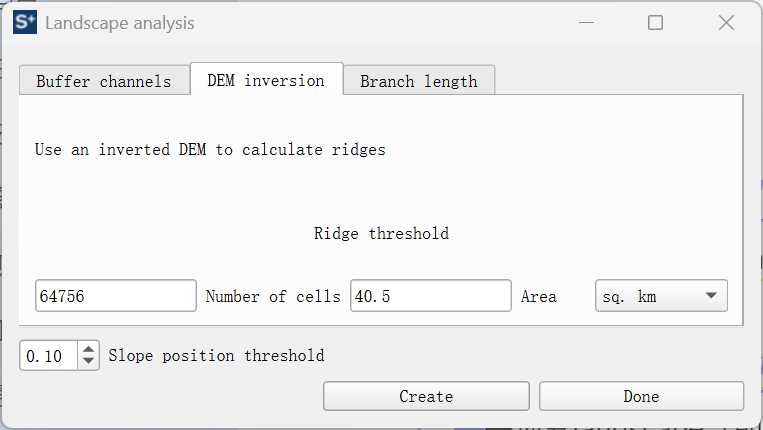 S+ Landscape analysis
Buffer channels DEM inversion Branch length
Use an inverted DEM to calculate ridges
Ridge threshold
64756 Number of cells 40.5 Area sq. km
0.10 Slope position threshold
Create Done